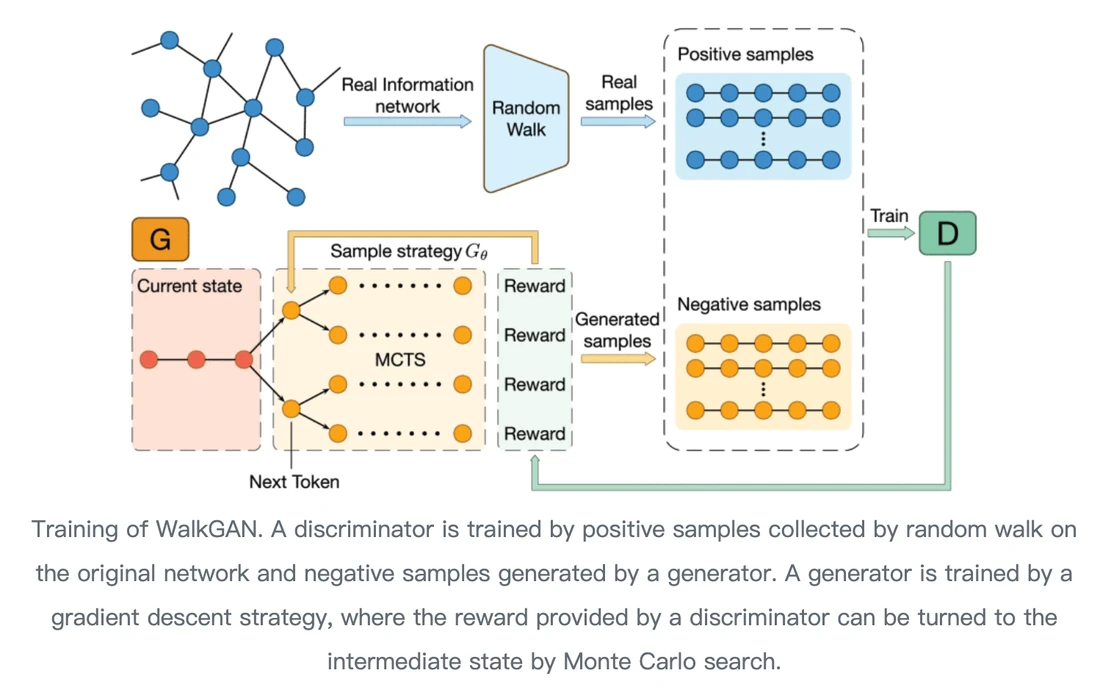 Real Information
network
Random
Walk
Real
samples
Positive samples
G
Sample strategy Gθ
Train
D
Current state
Reward
Generated
samples
Negative samples
Reward
MCTS
Reward
Reward
Next Token
Training of WalkGAN. A discriminator is trained by positive samples collected by random walk on
the original network and negative samples generated by a generator. A generator is trained by a
gradient descent strategy, where the reward provided by a discriminator can be turned to the
intermediate state by Monte Carlo search.